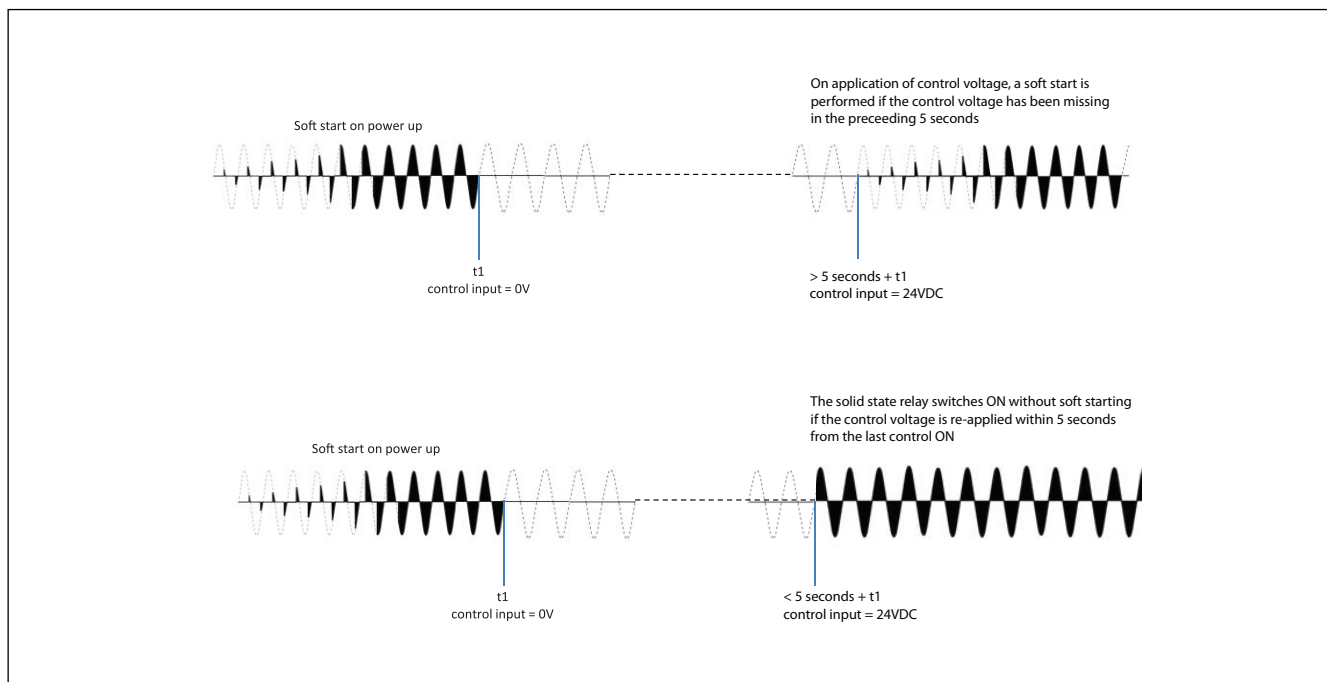 On application of control voltage, a soft start is
performed if the control voltage has been missing
in the preceeding 5 seconds
Soft start on power up
t1
control input = 0V
> 5 seconds + t1
control input = 24VDC
The solid state relay switches ON without soft starting
if the control voltage is re-applied within 5 seconds
from the last control ON
Soft start on power up
t1
control input = 0V
< 5 seconds + t1
control input = 24VDC